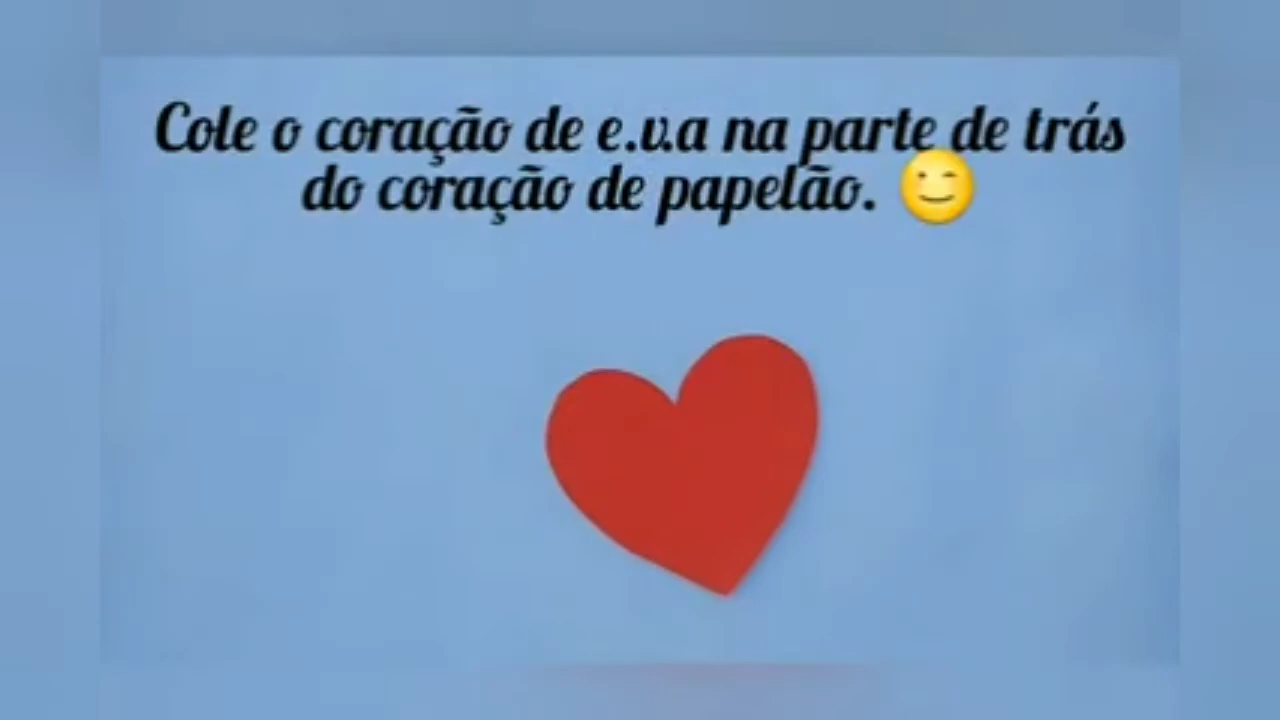 Cole o coração de e.v.a na parte de trás
do coração de papelão. 😉